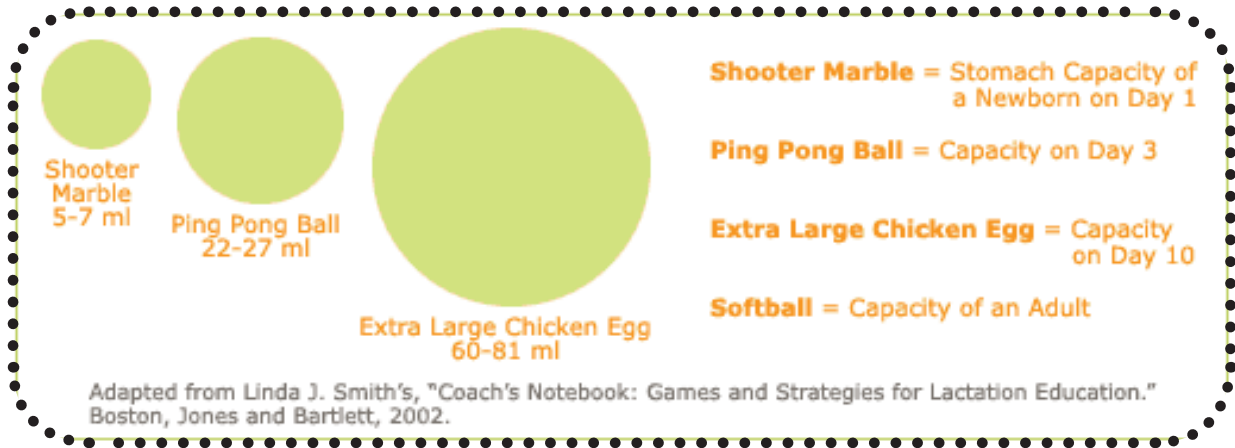 Shooter
Marble
5-7 ml
Ping Pong Ball
22-27 ml
Extra Large Chicken Egg
60-81 ml
Shooter Marble = Stomach Capacity of
a Newborn on Day 1
Ping Pong Ball = Capacity on Day 3
Extra Large Chicken Egg = Capacity
on Day 10
Softball = Capacity of an Adult
Adapted from Linda J. Smith's, "Coach's Notebook: Games and Strategies for Lactation Education."
Boston, Jones and Bartlett, 2002.